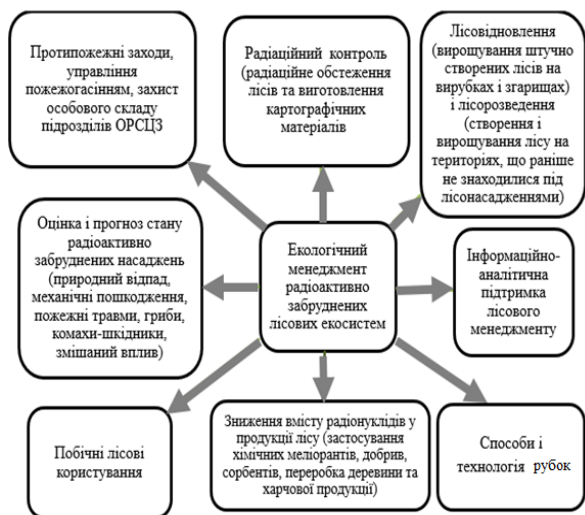 Протипожежні заходи,
управління
пожежогасінням, захист
особового складу
підрозділів ОРСЦЗ
Радіаційний контроль
(радіаційне обстеження
лісів та виготовлення
картографічних
матеріалів
Лісовідновлення
(вирощування штучно
створених лісів на
вирубках і згарищах)
і лісорозведення
(створення і
вирощування лісу на
територіях, що раніше
не знаходилися під
лісонасадженнями)
Оцінка і прогноз стану
радіоактивно
забруднених насаджень
(природний відпад,
механічні пошкодження,
пожежні травми, гриби,
комахи-шкідники,
змішаний вплив)
Екологічний
менеджмент
радіоактивно
забруднених
лісових екосистем
Інформаційно-
аналітична
підтримка
лісового
менеджменту
Побічні лісові
користування
Зниження вмісту радіонуклідів у
продукції лісу (застосування
хімічних меліорантів, добрив,
сорбентів, переробка деревини та
харчової продукції)
Способи і
технологія рубок